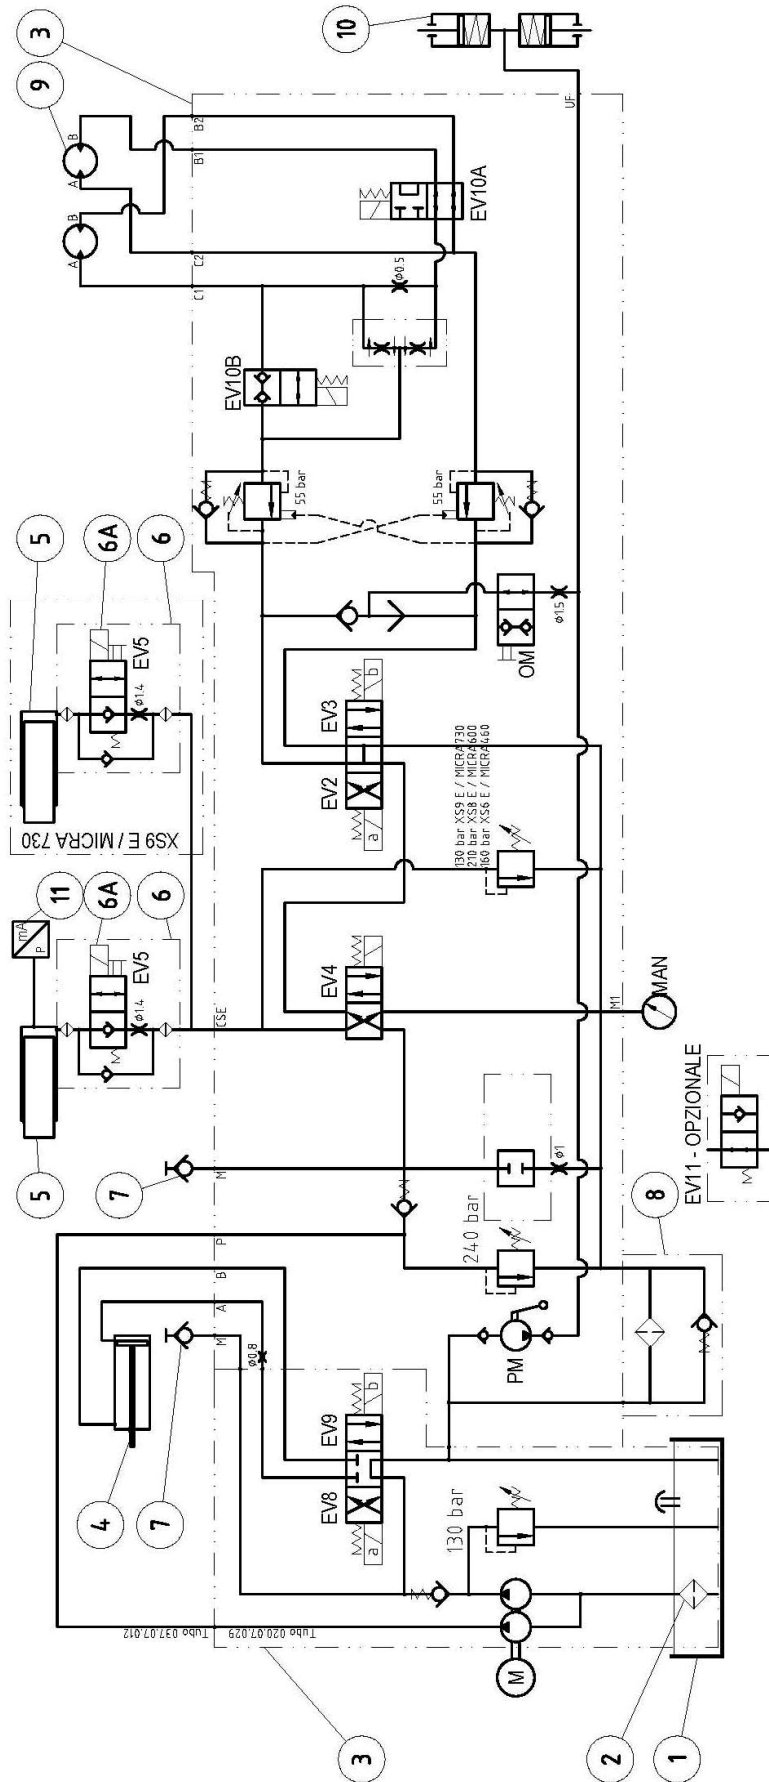 5
11
6A
6
mA
P
EV5
ø1.4
5
6A
6
EV5
ø1.4
XS9 E / MICRA 730
9
3
10
4
7
7
A
B
A
B
M
A
B
P
M
CSE
C1
C2
B1
B2
UF
Tubo 037.07.012
Tubo 020.07.029
ø0.8
EV8
EV9
a
b
EV4
EV2
EV3
a
b
EV10B
EV10A
ø0.5
55 bar
55 bar
OM
ø1.5
130 bar
240 bar
ø1
130 bar XS9 E / MICRA730
210 bar XS8 E / MICRA600
160 bar XS6 E / MICRA460
M
PM
M1
MAN
3
2
1
8
EV11 - OPZIONALE